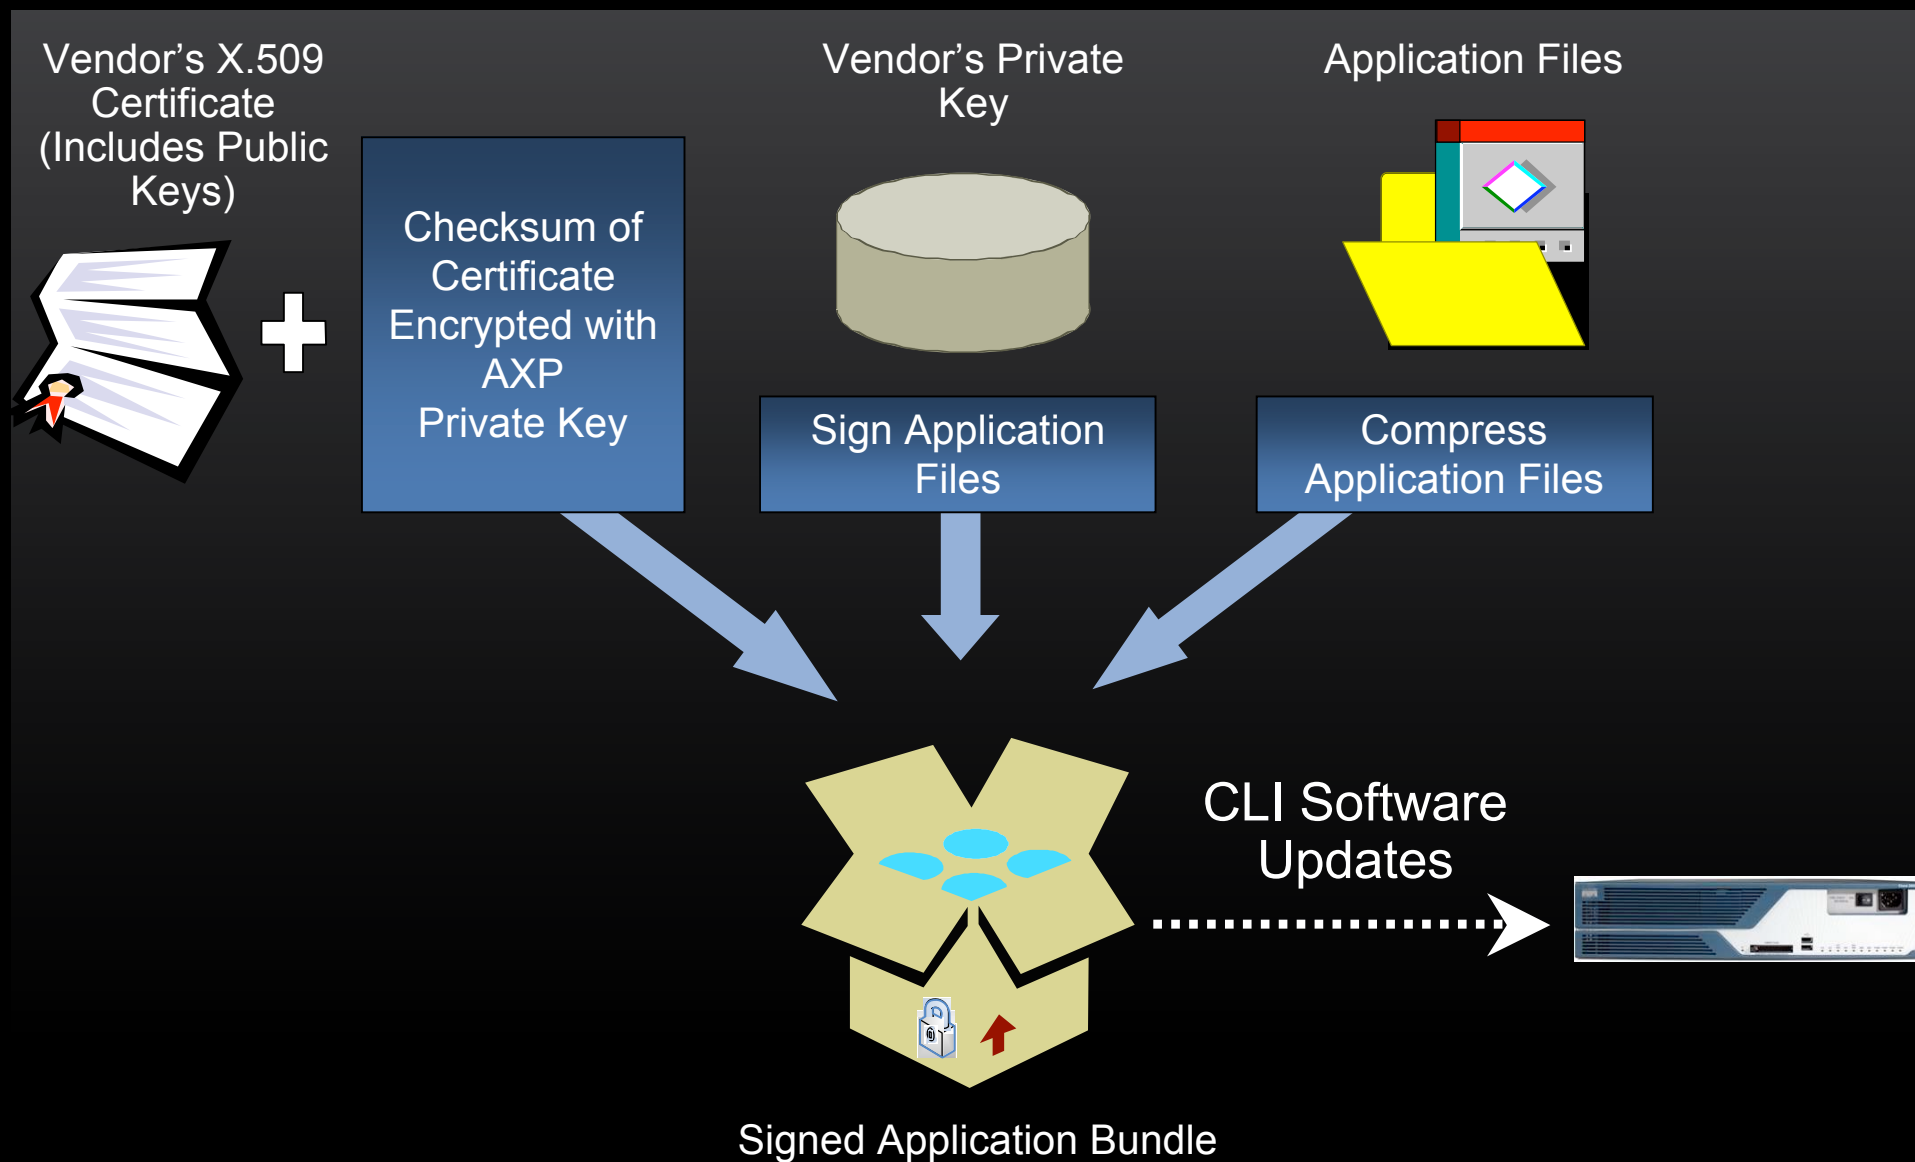 Vendor’s X.509
Certificate
(Includes Public
Keys)
Checksum of
Certificate
Encrypted with
AXP
Private Key
Vendor’s Private
Key
Sign Application
Files
Application Files
Compress
Application Files
CLI Software
Updates
Signed Application Bundle